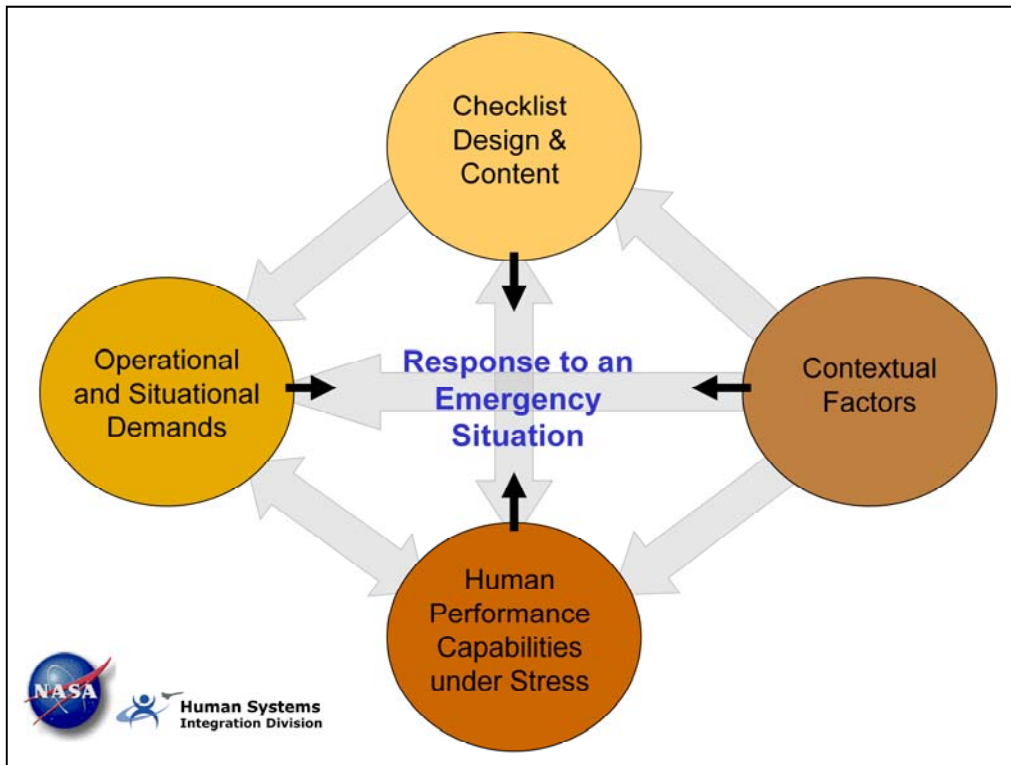 Checklist
Design &
Content
Operational
and Situational
Demands
Response to an
Emergency
Situation
Contextual
Factors
Human
Performance
Capabilities
under Stress
NASA
Human Systems
Integration Division